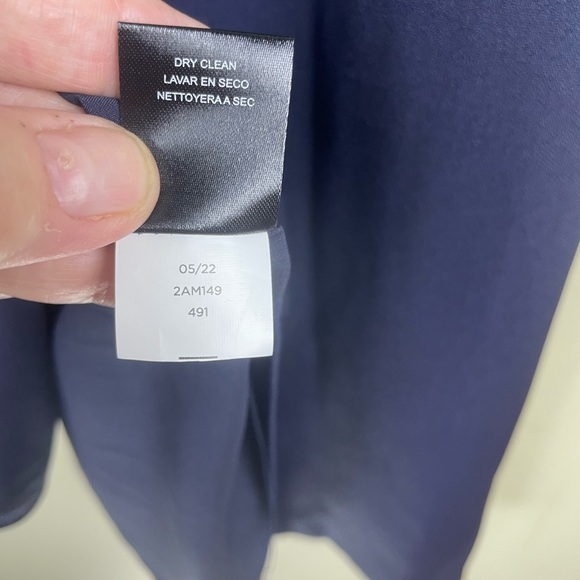 DRY CLEAN
LAVAR EN SECO
NETTOYERA A SEC
05/22
2AM149
491